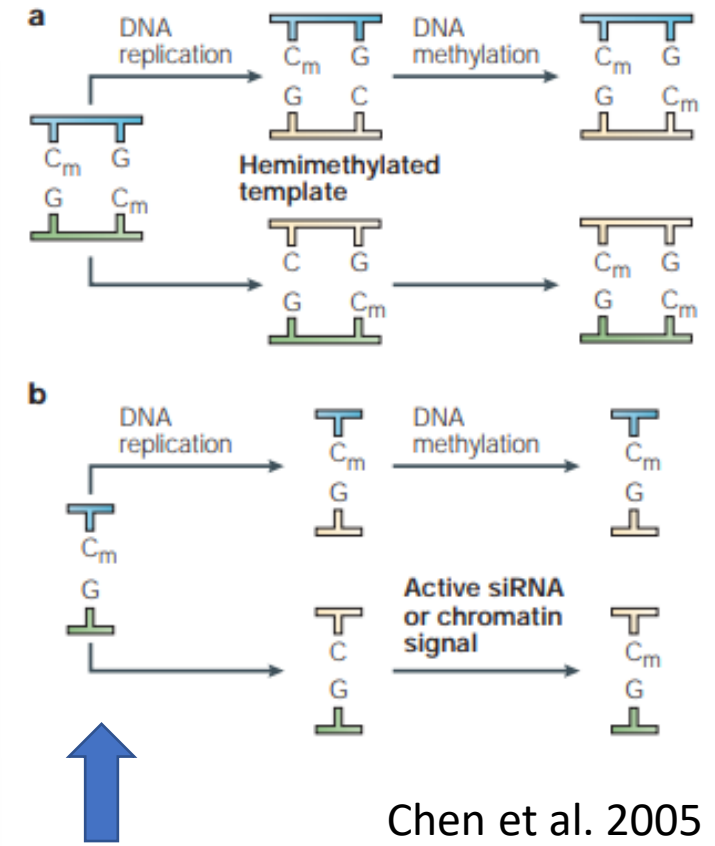 a
DNA
replication
DNA
methylation
Cm G
G C
Cm G
G Cm
Cm G
G Cm
Hemimethylated
template
C G
G Cm
Cm G
G Cm
b
DNA
replication
DNA
methylation
Cm
G
Cm
G
Cm
G
Active siRNA
or chromatin
signal
C
G
Cm
G
Chen et al. 2005